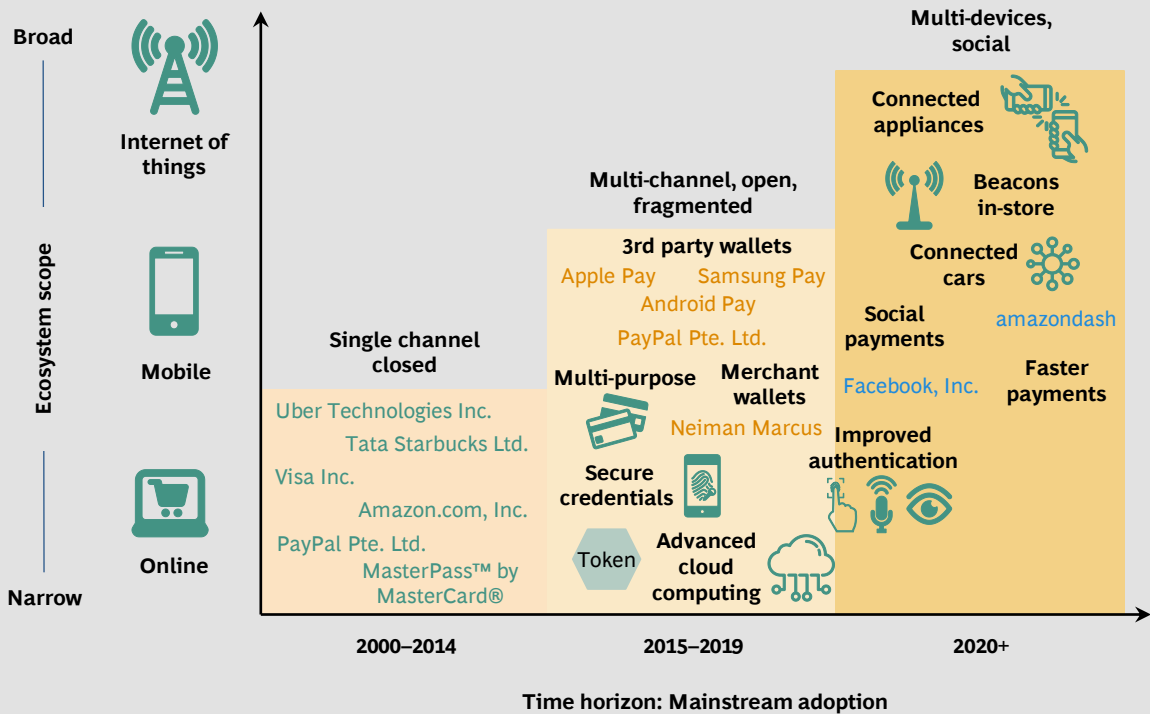 Broad
Internet of
things
Ecosystem scope
Mobile
Online
Narrow
Single channel
closed
Uber Technologies Inc.
Tata Starbucks Ltd.
Visa Inc.
Amazon.com, Inc.
PayPal Pte. Ltd.
MasterPass™ by
MasterCard®
Multi-channel, open,
fragmented
3rd party wallets
Apple Pay
Samsung Pay
Android Pay
PayPal Pte. Ltd.
Multi-purpose
Merchant
wallets
Neiman Marcus
Secure
credentials
Token
Advanced
cloud
computing
Multi-devices,
social
Connected
appliances
Beacons
in-store
Connected
cars
Social
payments
amazondash
Facebook, Inc.
Faster
payments
Improved
authentication
2000–2014
2015–2019
2020+
Time horizon: Mainstream adoption